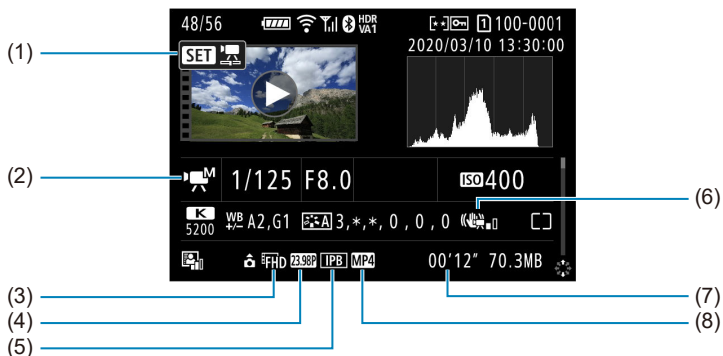 48/56 HDR VA1 1 100-0001
2020/03/10 13:30:00
(1) SET
(2) M 1/125 F8.0 ISO 400
(6)
K 5200 WB +/- A2,G1 A 3,*,*,0,0,0
FHD 23.98P IPB MP4 00'12" 70.3MB
(3) (7)
(4) (8)
(5)